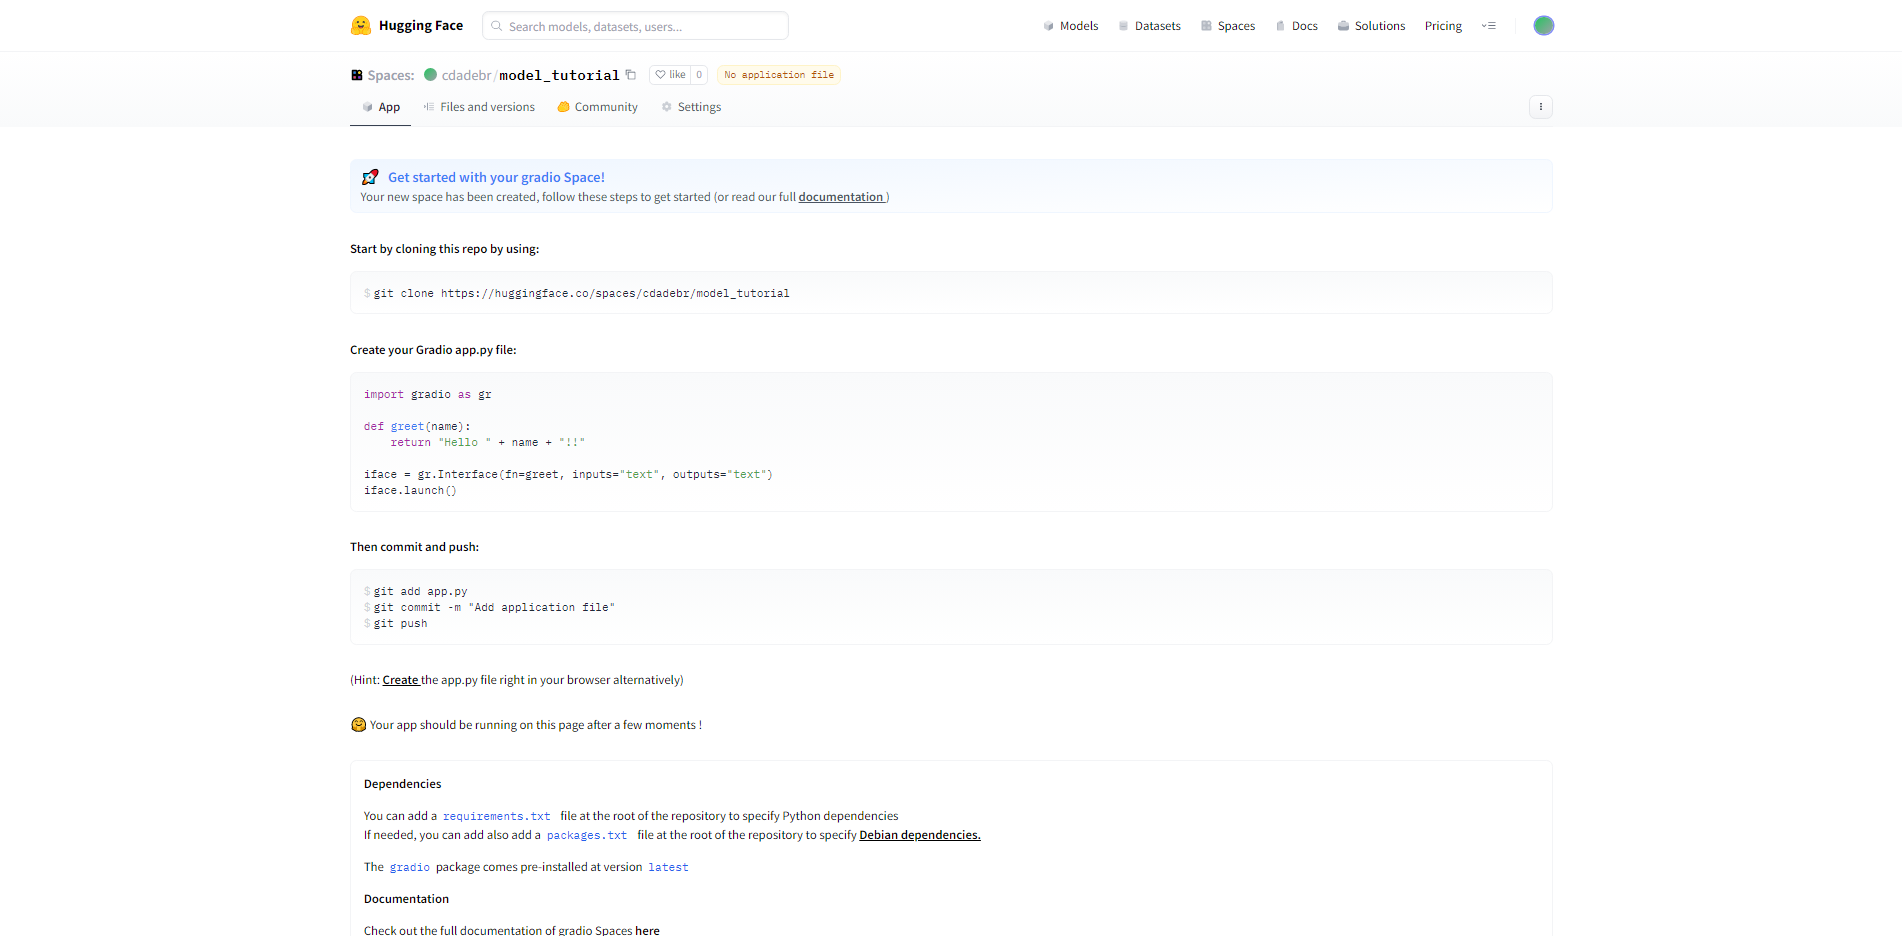 Hugging Face
Search models, datasets, users...
Models
Datasets
Spaces
Docs
Solutions
Pricing
Spaces:
cdadebr/model_tutorial
like
0
No application file
App
Files and versions
Community
Settings
Get started with your gradio Space!
Your new space has been created, follow these steps to get started (or read our full documentation )
Start by cloning this repo by using:
$git clone https://huggingface.co/spaces/cdadebr/model_tutorial
Create your Gradio app.py file:
import gradio as gr
def greet(name):
return "Hello " + name + "!!"
iface = gr.Interface(fn=greet, inputs="text", outputs="text")
iface.launch()
Then commit and push:
$git add app.py
$git commit -m "Add application file"
$git push
(Hint: Create the app.py file right in your browser alternatively)
Your app should be running on this page after a few moments !
Dependencies
You can add a requirements.txt file at the root of the repository to specify Python dependencies
If needed, you can add also add a packages.txt file at the root of the repository to specify Debian dependencies.
The gradio package comes pre-installed at version latest
Documentation
Check out the full documentation of gradio Spaces here